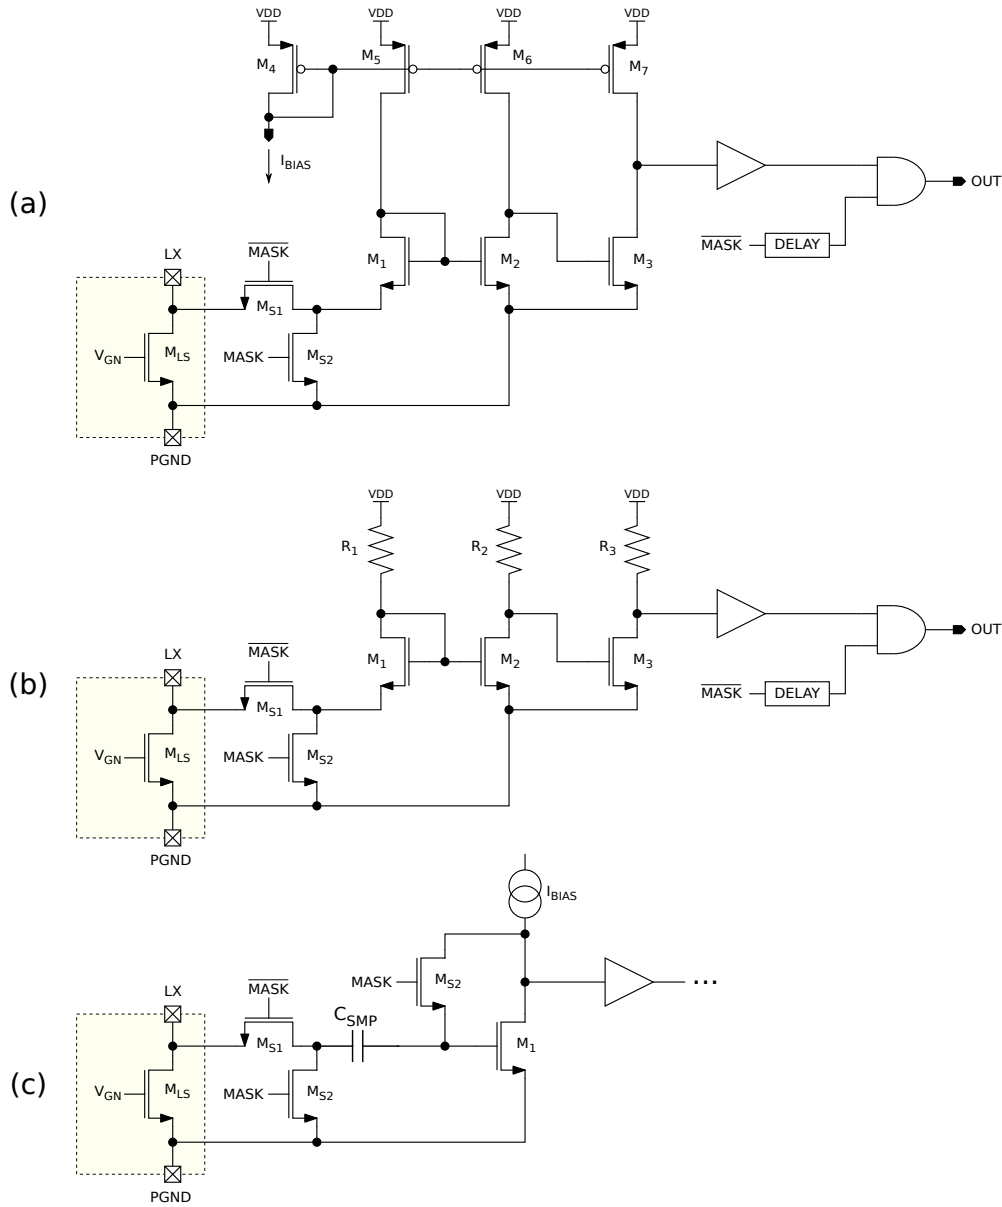 VDD VDD VDD VDD
M4 M5 M6 M7
IBIAS
OUT
(a)
MASK DELAY
LX MASK M1 M2 M3
MS1
VGN MLS MASK MS2
PGND
VDD VDD VDD
R1 R2 R3
OUT
(b)
LX MASK M1 M2 M3
MASK DELAY
MS1
VGN MLS MASK MS2
PGND
IBIAS
MASK MS2 ...
LX MASK CSMP
MS1 M1
(c)
VGN MLS MASK MS2
PGND